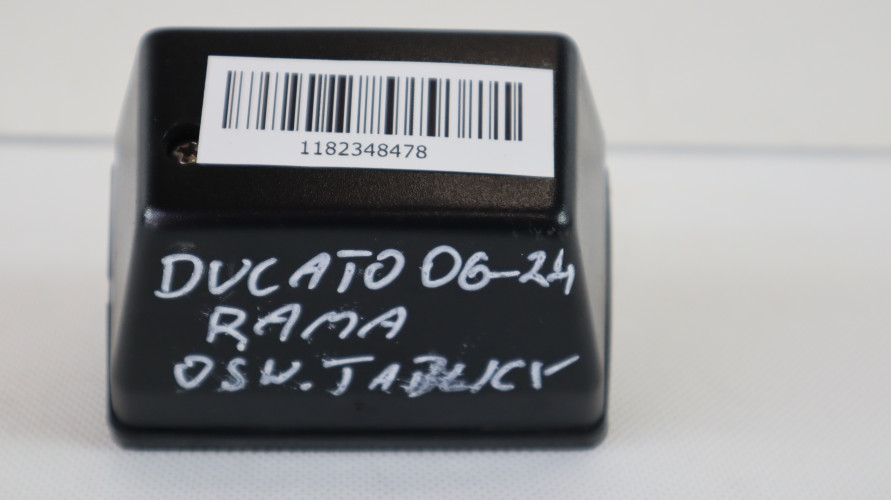 1182348478
DUCATO 06-24
RAMA
OSW. TABLICY